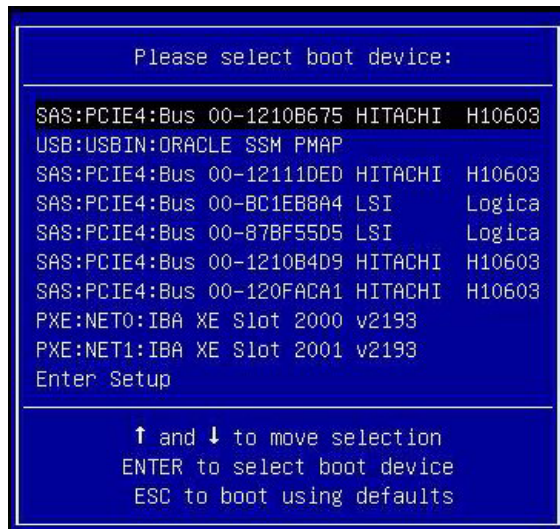 Please select boot device:
SAS:PCIE4:Bus 00-1210B675 HITACHI H10603
USB:USBIN:ORACLE SSM PMAP
SAS:PCIE4:Bus 00-12111DED HITACHI H10603
SAS:PCIE4:Bus 00-BC1EB8A4 LSI Logica
SAS:PCIE4:Bus 00-87BF55D5 LSI Logica
SAS:PCIE4:Bus 00-1210B4D9 HITACHI H10603
SAS:PCIE4:Bus 00-120FACA1 HITACHI H10603
PXE:NET0:IBA XE Slot 2000 v2193
PXE:NET1:IBA XE Slot 2001 v2193
Enter Setup
↑ and ↓ to move selection
ENTER to select boot device
ESC to boot using defaults